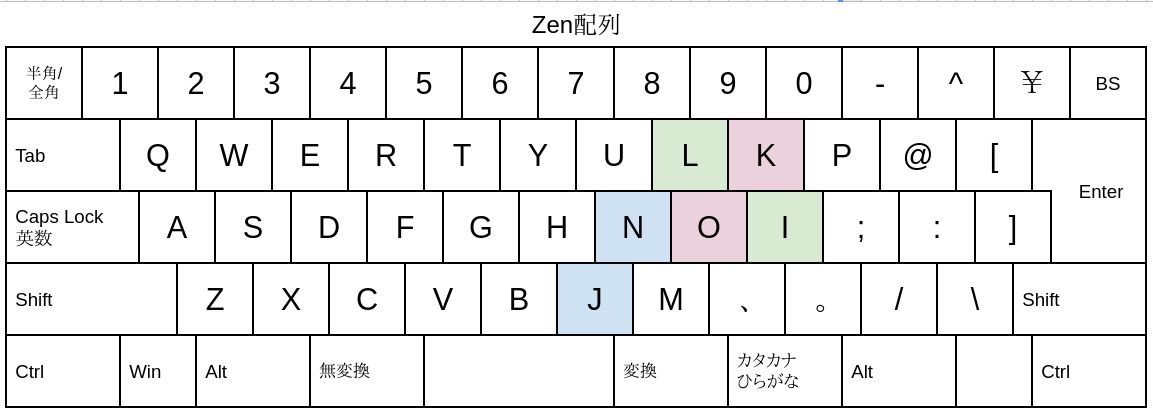 Zen配列
半角/
全角
1 2 3 4 5 6 7 8 9 0 - ^ ¥ BS
Tab Q W E R T Y U L K P @ [ Enter
Caps Lock
英数
A S D F G H N O I ; : ]
Shift Z X C V B J M 、 。 / \ Shift
Ctrl Win Alt 無変換 変換
カタカナ
ひらがな
Alt Ctrl